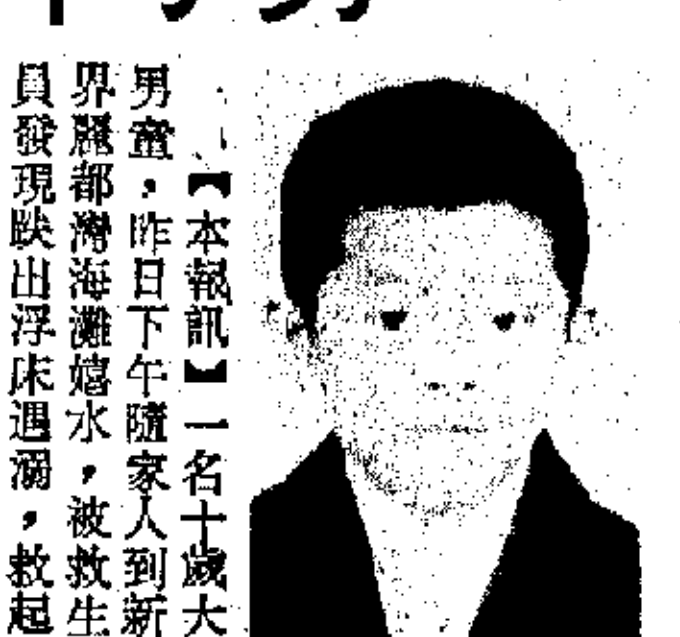 【本報訊】一名十歲大
男童，昨日下午隨家人到新
界麗都灣海灘嬉水，被救生
員發現趺出浮床遇溺，救起